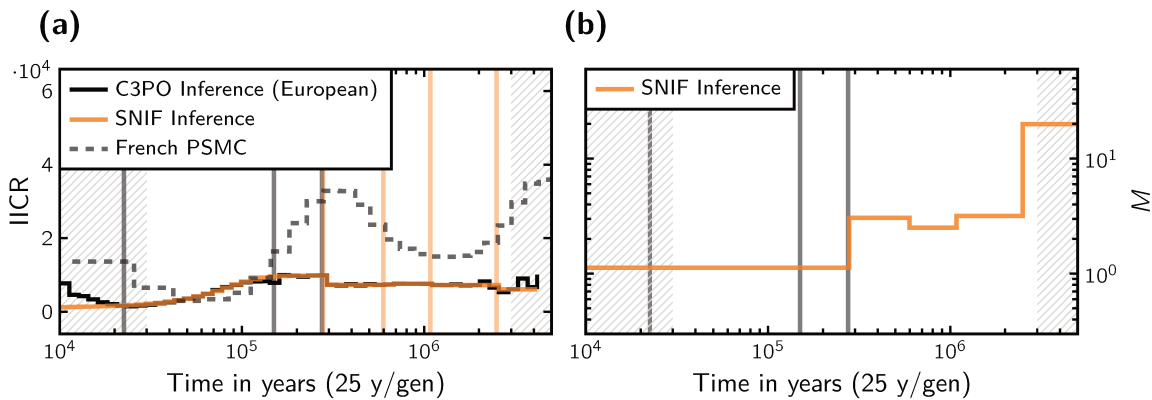 (a)
(b)
·10⁴
6
4
2
0
IICR
C3PO Inference (European)
SNIF Inference
French PSMC
10⁴
10⁵
10⁶
Time in years (25 y/gen)
SNIF Inference
10¹
10⁰
M
10⁴
10⁵
10⁶
Time in years (25 y/gen)